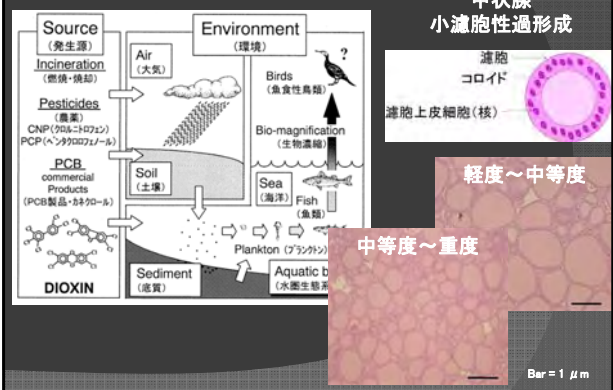 Source
(発生源)
Incineration
(燃焼・焼却)
Pesticides
(農薬)
CNP(クロルニトロフェン)
PCP(ペンタクロロフェノール)
PCB
commercial
Products
(PCB製品・カネクロール)
DIOXIN
Environment
(環境)
Air
(大気)
Soil
(土壌)
Sediment
(底質)
?
Birds
(魚食性鳥類)
Bio-magnification
(生物濃縮)
Sea
(海洋)
Fish
(魚類)
Plankton (プランクトン)
Aquatic b
(水圏生態系
甲状腺
小濾胞性過形成
濾胞
コロイド
濾胞上皮細胞(核)
軽度～中等度
中等度～重度
Bar = 1 μm